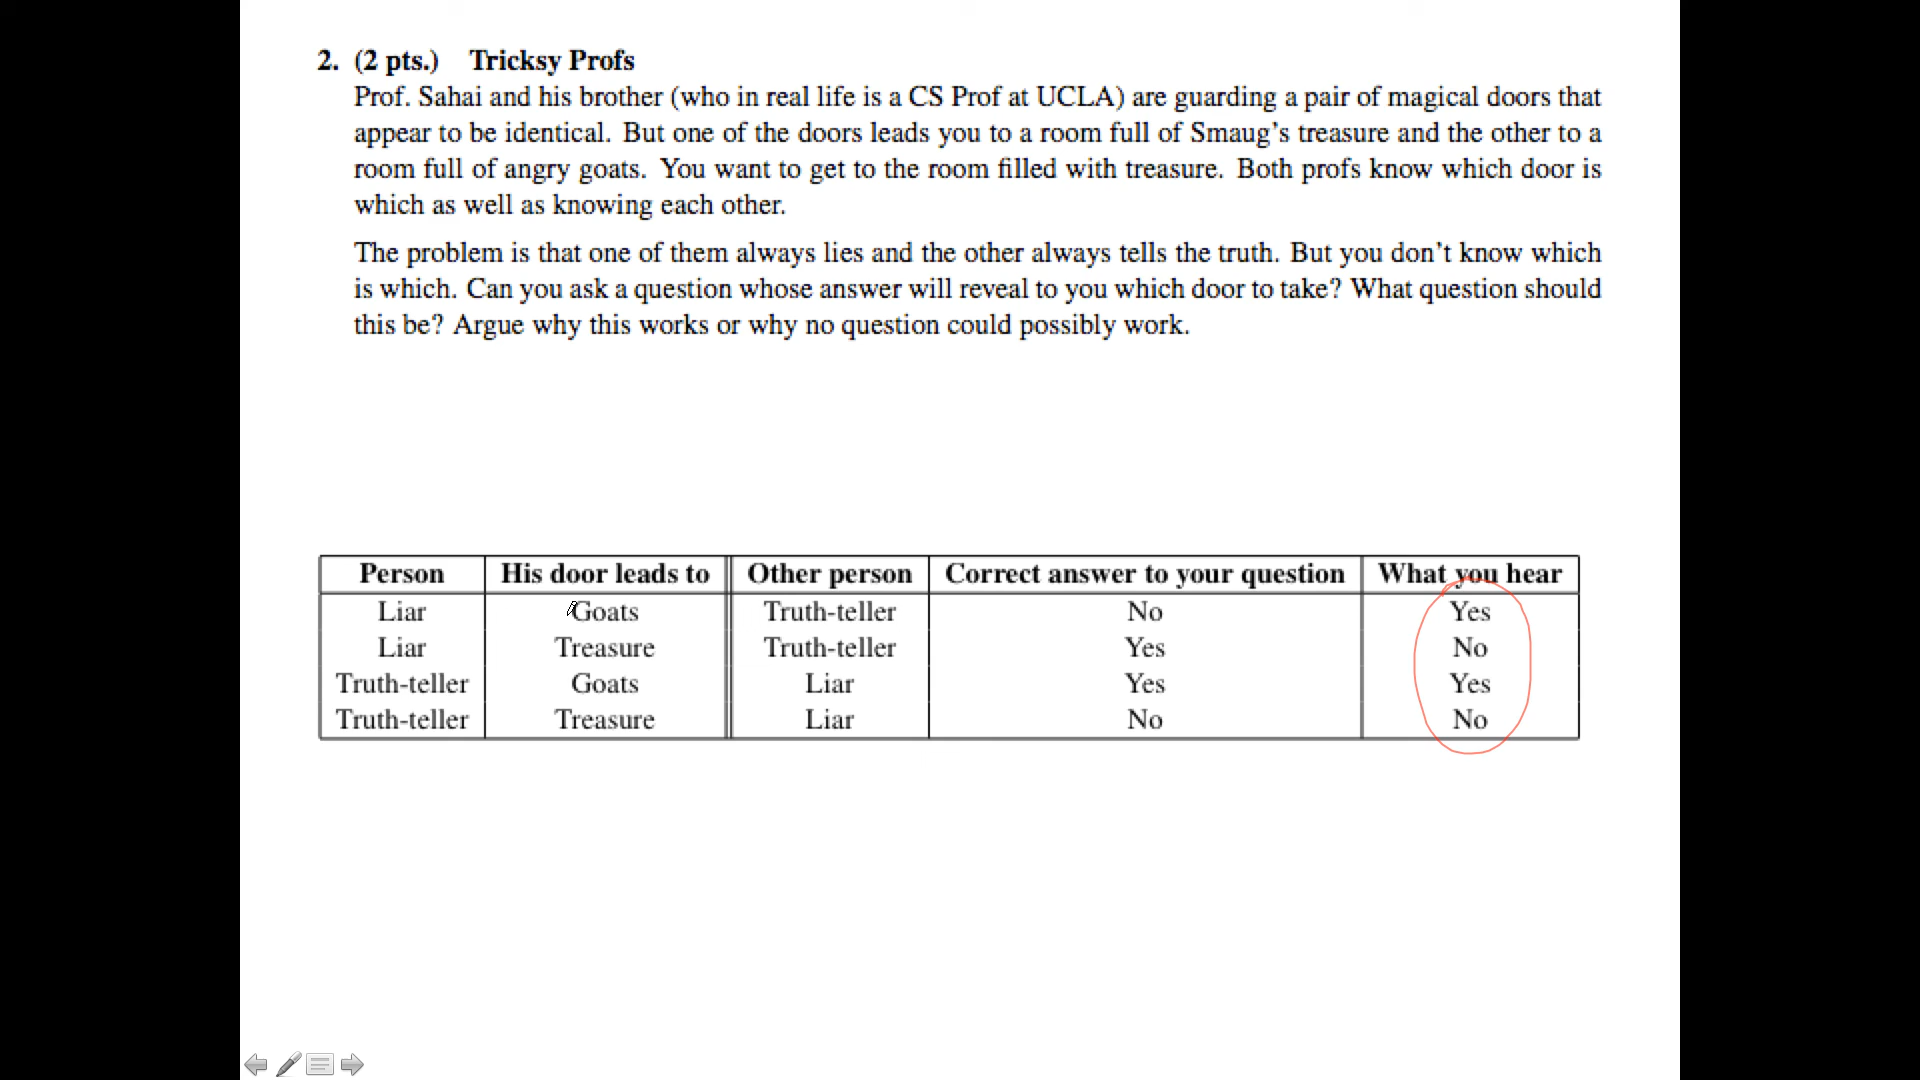 2. (2 pts.) Tricksy Profs
Prof. Sahai and his brother (who in real life is a CS Prof at UCLA) are guarding a pair of magical doors that
appear to be identical. But one of the doors leads you to a room full of Smaug's treasure and the other to a
room full of angry goats. You want to get to the room filled with treasure. Both profs know which door is
which as well as knowing each other.
The problem is that one of them always lies and the other always tells the truth. But you don't know which
is which. Can you ask a question whose answer will reveal to you which door to take? What question should
this be? Argue why this works or why no question could possibly work.
Person His door leads to Other person Correct answer to your question What you hear
Liar Goats Truth-teller No Yes
Liar Treasure Truth-teller Yes No
Truth-teller Goats Liar Yes Yes
Truth-teller Treasure Liar No No